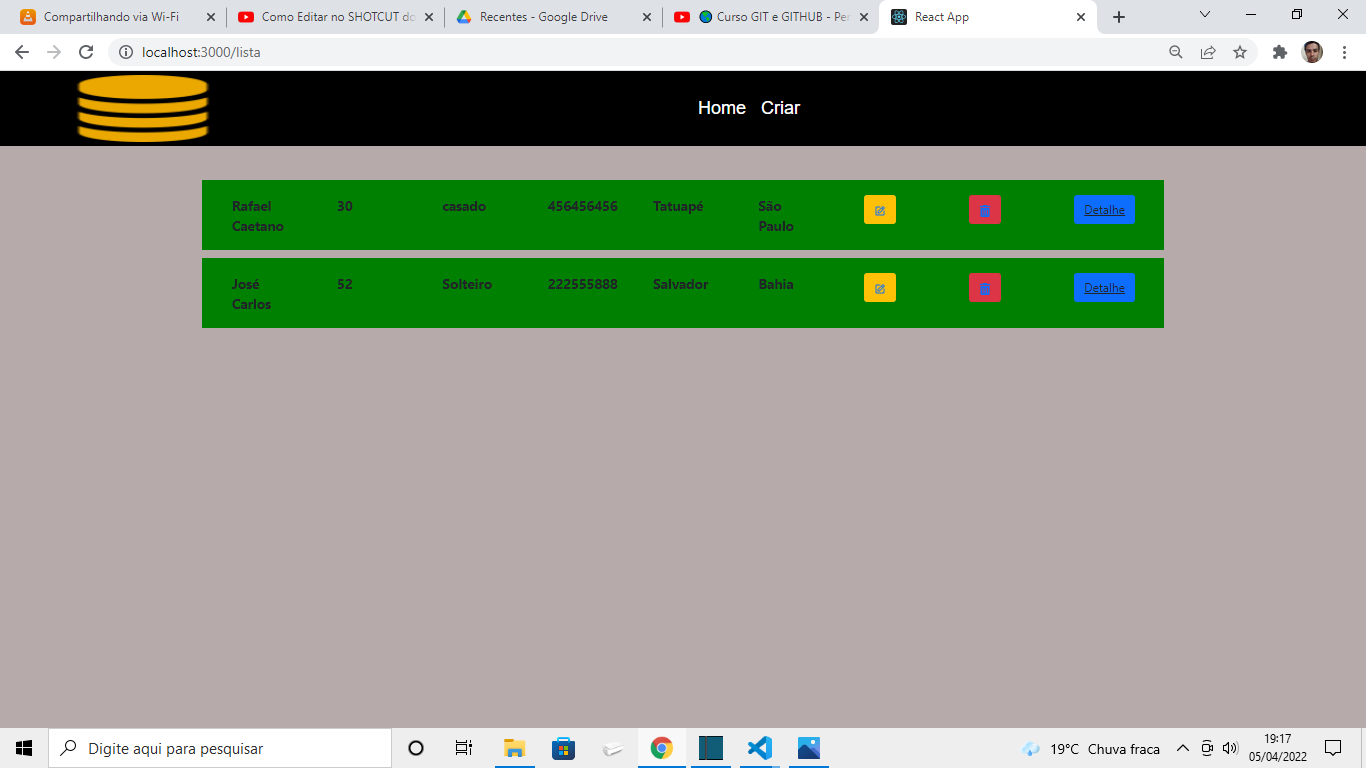 Compartilhando via Wi-Fi
Como Editar no SHOTCUT do
Recentes - Google Drive
Curso GIT e GITHUB - Per
React App
localhost:3000/lista
Home Criar
Rafael Caetano 30 casado 456456456 Tatuapé São Paulo Detalhe
José Carlos 52 Solteiro 222555888 Salvador Bahia Detalhe
Digite aqui para pesquisar
19°C Chuva fraca
19:17
05/04/2022